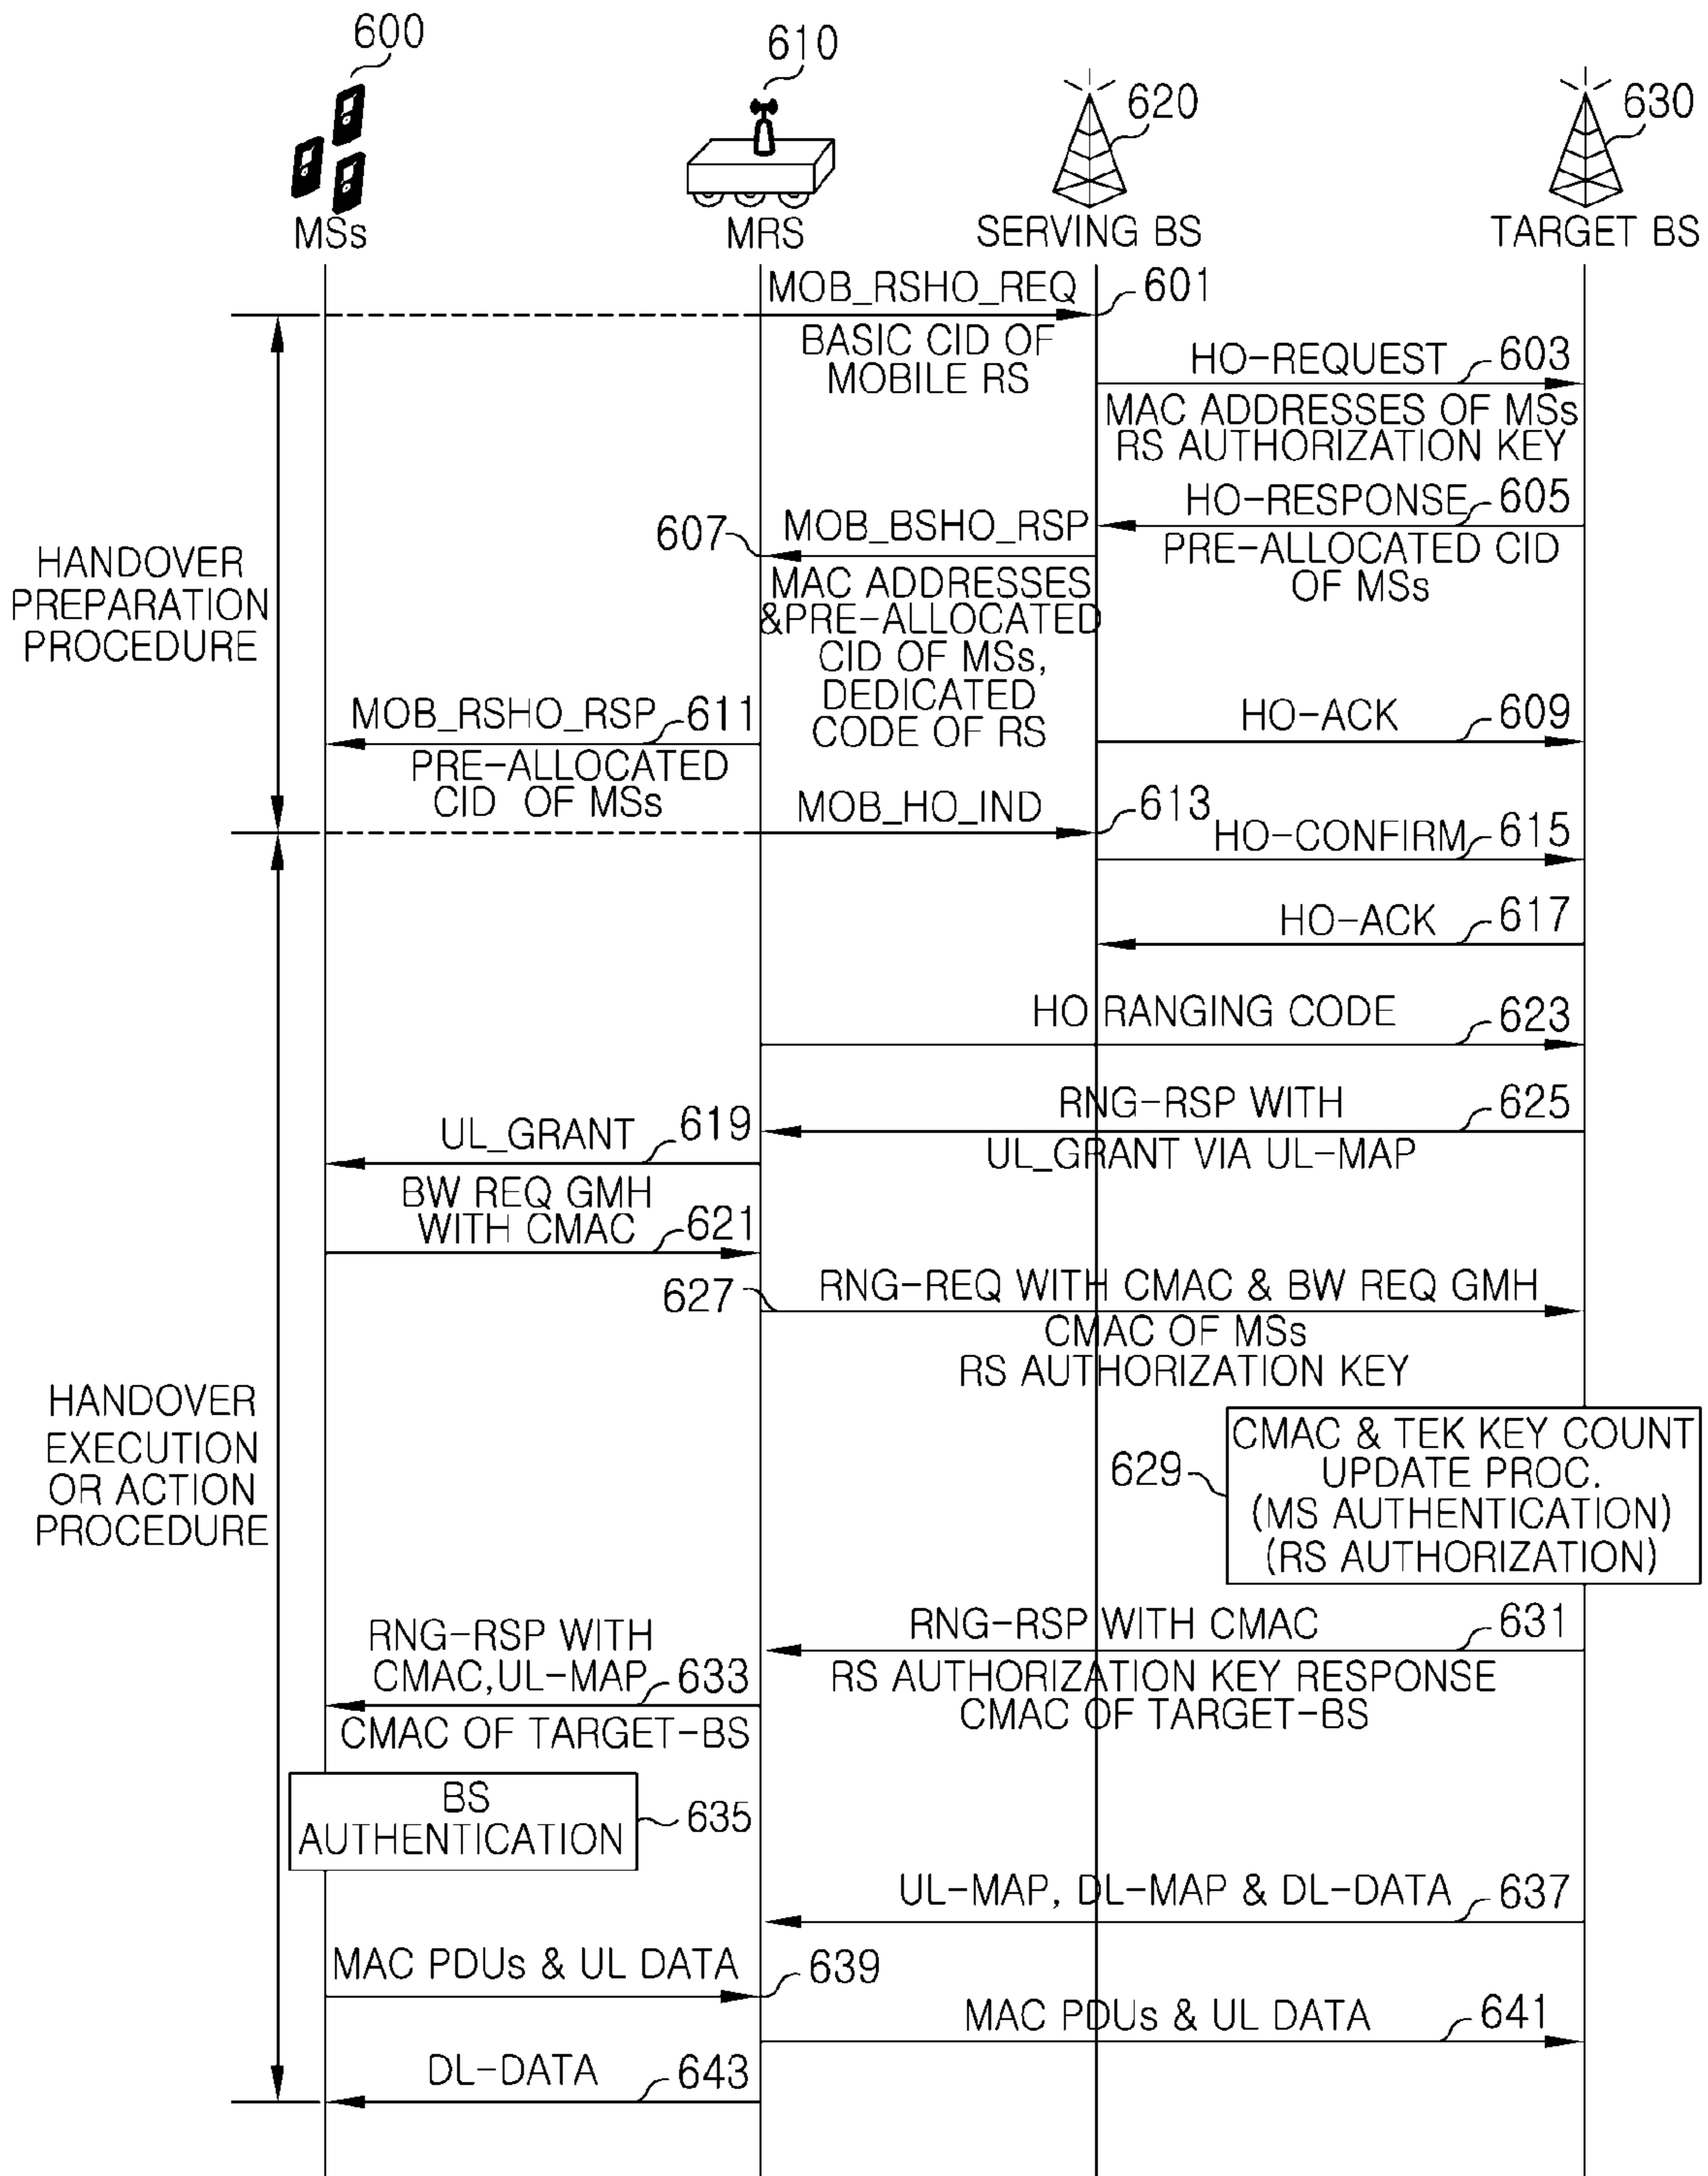 600
610
620
630
MSs
MRS
SERVING BS
TARGET BS
MOB_RSHO_REQ
601
BASIC CID OF
MOBILE RS
HO-REQUEST
603
MAC ADDRESSES OF MSs
RS AUTHORIZATION KEY
HO-RESPONSE
605
PRE-ALLOCATED CID
OF MSs
607
MOB_BSHO_RSP
MAC ADDRESSES
&PRE-ALLOCATED
CID OF MSs,
DEDICATED
CODE OF RS
HANDOVER
PREPARATION
PROCEDURE
MOB_RSHO_RSP
611
PRE-ALLOCATED
CID OF MSs
HO-ACK
609
MOB_HO_IND
613
HO-CONFIRM
615
HO-ACK
617
HO RANGING CODE
623
RNG-RSP WITH
625
UL_GRANT VIA UL-MAP
UL_GRANT
619
BW REQ GMH
WITH CMAC
621
627
RNG-REQ WITH CMAC & BW REQ GMH
CMAC OF MSs
RS AUTHORIZATION KEY
HANDOVER
EXECUTION
OR ACTION
PROCEDURE
629
CMAC & TEK KEY COUNT
UPDATE PROC.
(MS AUTHENTICATION)
(RS AUTHORIZATION)
RNG-RSP WITH CMAC
631
RS AUTHORIZATION KEY RESPONSE
CMAC OF TARGET-BS
RNG-RSP WITH
CMAC,UL-MAP
633
CMAC OF TARGET-BS
BS
AUTHENTICATION
635
UL-MAP, DL-MAP & DL-DATA
637
MAC PDUs & UL DATA
639
MAC PDUs & UL DATA
641
DL-DATA
643